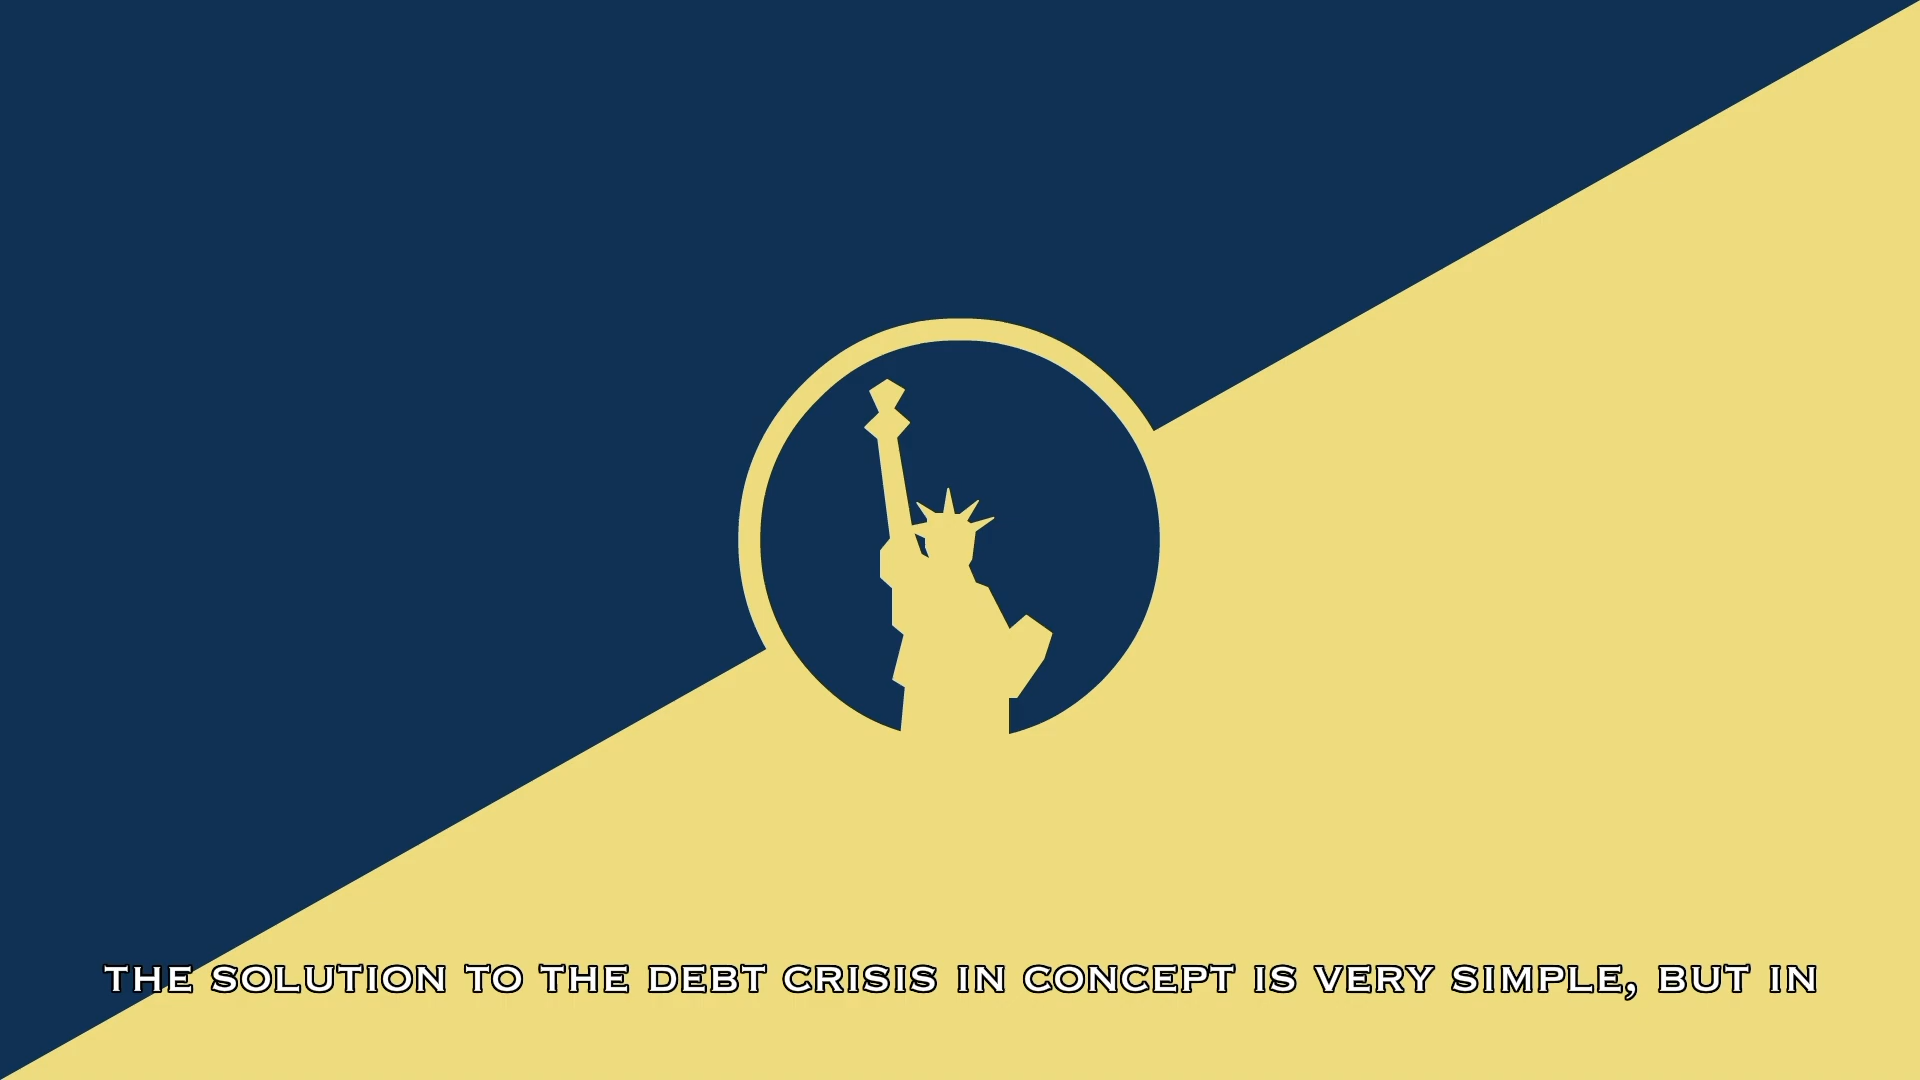 THE SOLUTION TO THE DEBT CRISIS IN CONCEPT IS VERY SIMPLE, BUT IN